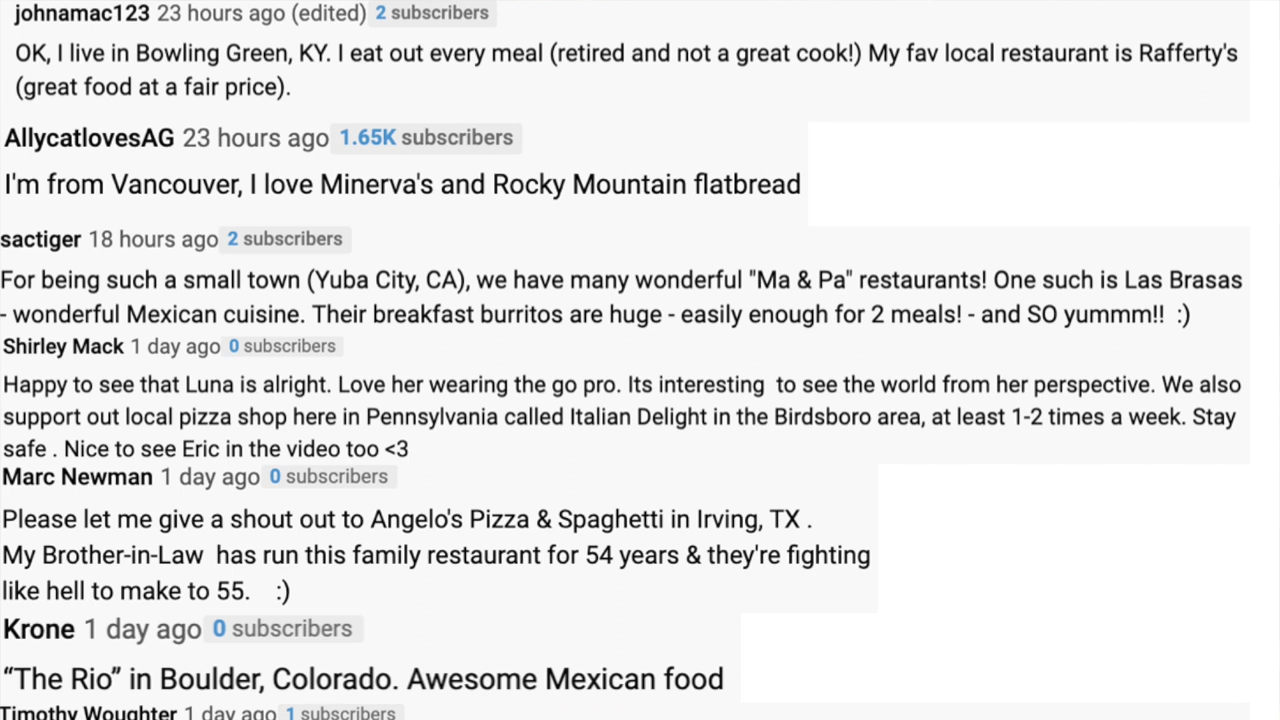 johnamac123 23 hours ago (edited) 2 subscribers
OK, I live in Bowling Green, KY. I eat out every meal (retired and not a great cook!) My fav local restaurant is Rafferty's
(great food at a fair price).
AllycatlovesAG 23 hours ago 1.65K subscribers
I'm from Vancouver, I love Minerva's and Rocky Mountain flatbread
sactiger 18 hours ago 2 subscribers
For being such a small town (Yuba City, CA), we have many wonderful "Ma & Pa" restaurants! One such is Las Brasas
- wonderful Mexican cuisine. Their breakfast burritos are huge - easily enough for 2 meals! - and SO yummm!! :)
Shirley Mack 1 day ago 0 subscribers
Happy to see that Luna is alright. Love her wearing the go pro. Its interesting to see the world from her perspective. We also
support out local pizza shop here in Pennsylvania called Italian Delight in the Birdsboro area, at least 1-2 times a week. Stay
safe . Nice to see Eric in the video too <3
Marc Newman 1 day ago 0 subscribers
Please let me give a shout out to Angelo's Pizza & Spaghetti in Irving, TX .
My Brother-in-Law has run this family restaurant for 54 years & they're fighting
like hell to make to 55. :)
Krone 1 day ago 0 subscribers
“The Rio” in Boulder, Colorado. Awesome Mexican food
Timothy Woughter 1 day ago 1 subscribers